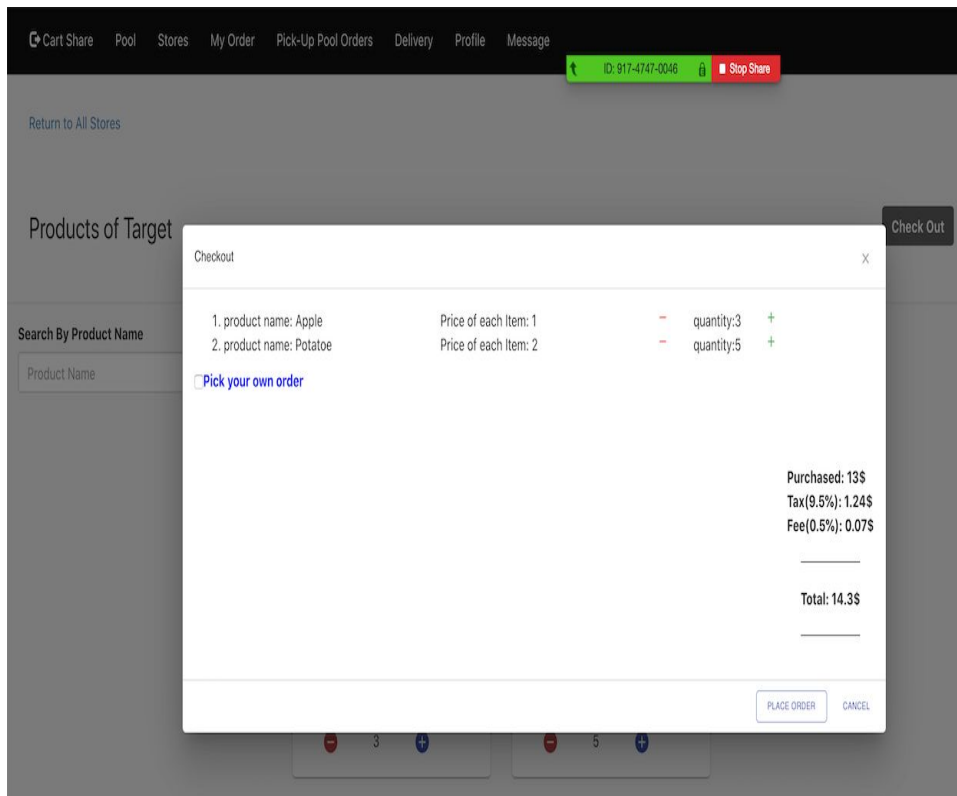 Cart Share Pool Stores My Order Pick-Up Pool Orders Delivery Profile Message
ID: 917-4747-0046 Stop Share
Return to All Stores
Products of Target
Check Out
Checkout
X
1. product name: Apple Price of each Item: 1 − quantity:3 +
2. product name: Potatoe Price of each Item: 2 − quantity:5 +
Search By Product Name
Product Name
Pick your own order
Purchased: 13$
Tax(9.5%): 1.24$
Fee(0.5%): 0.07$
Total: 14.3$
PLACE ORDER CANCEL
− 3 + − 5 +